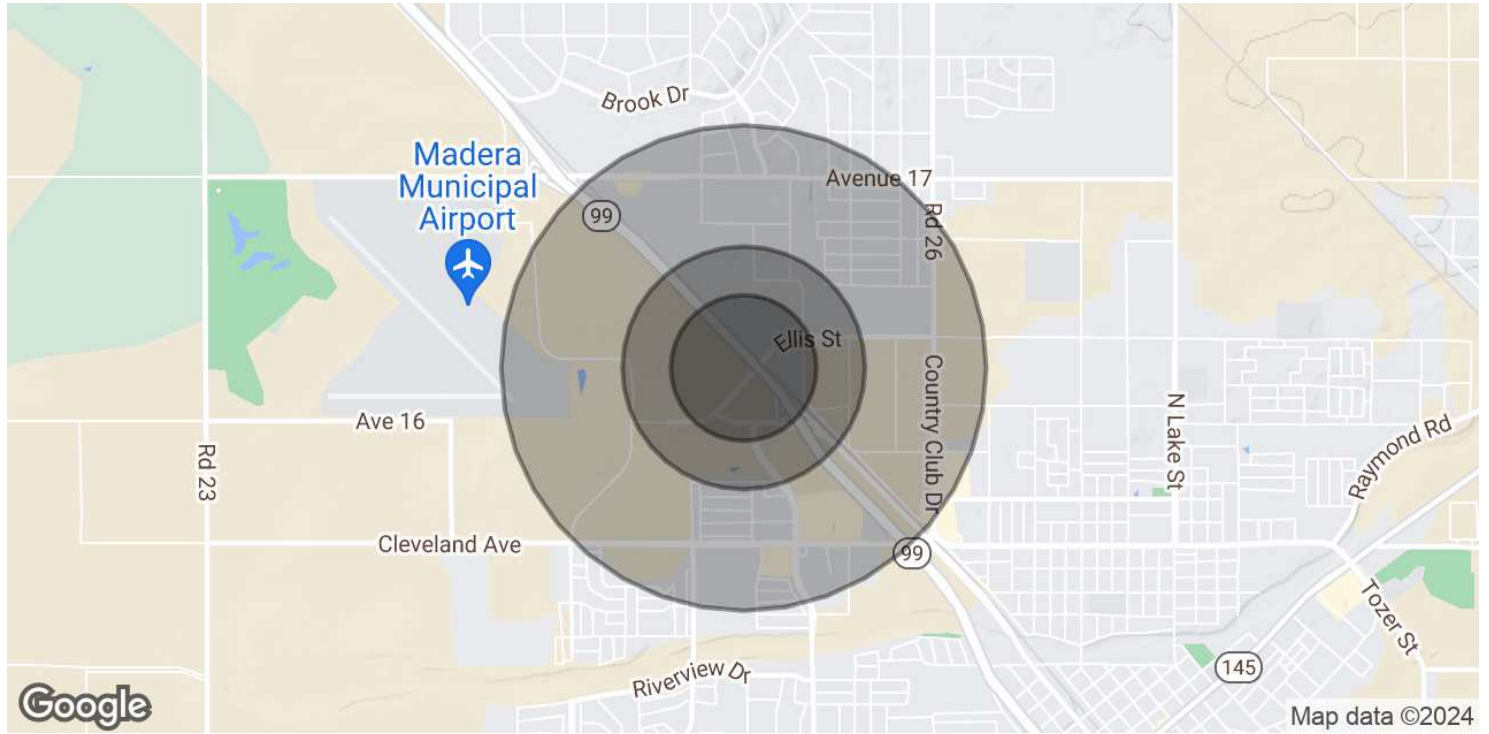 Brook Dr
Madera
Municipal
Airport
Avenue 17
99
Rd 26
Ellis St
Country Club Dr
N Lake St
Ave 16
Raymond Rd
Rd 23
Cleveland Ave
99
Tozer St
145
Riverview Dr
Google
Map data ©2024